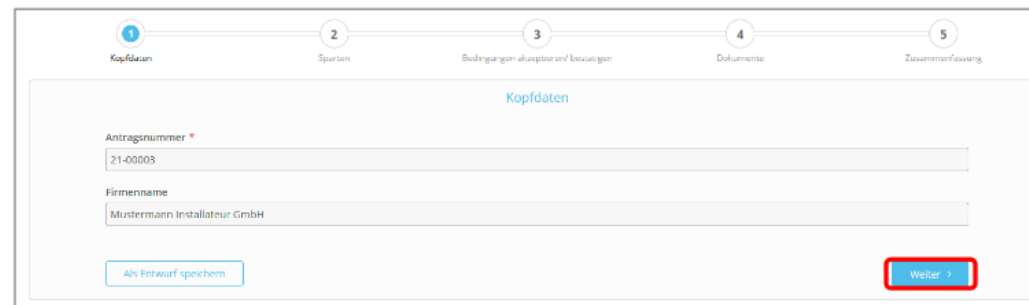 1 2 3 4 5
Kopfdaten Sparten Bedingungen akzeptieren/ bestätigen Dokumente Zusammenfassung
Kopfdaten
Antragsnummer *
21-00003
Firmenname
Mustermann Installateur GmbH
Als Entwurf speichern Weiter >